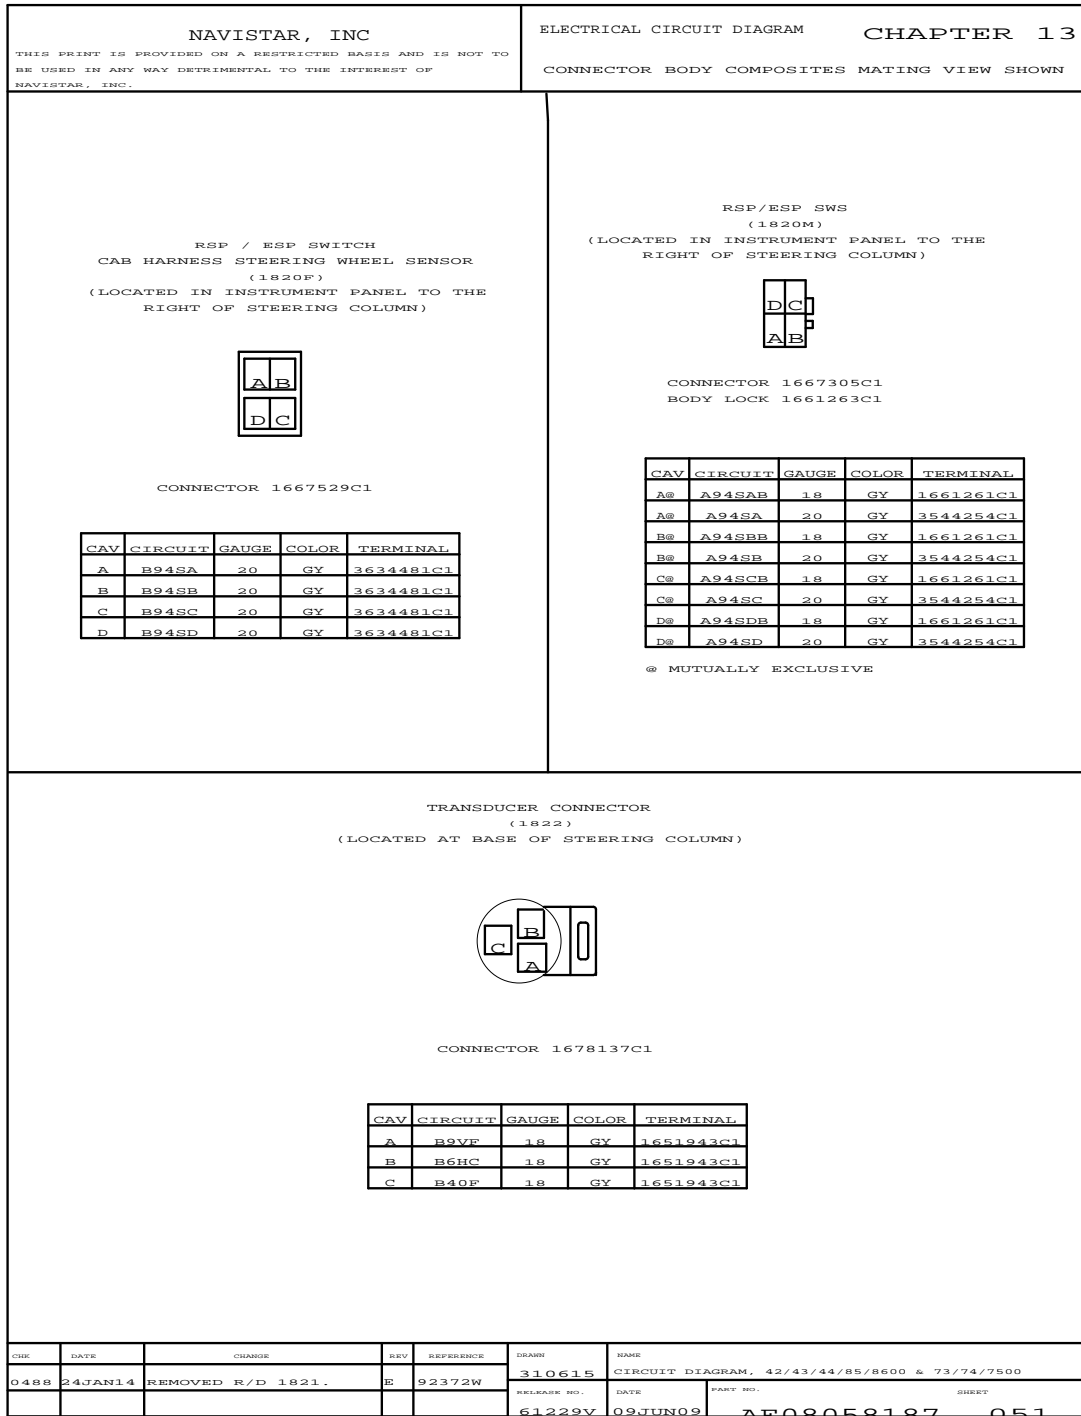 NAVISTAR, INC
THIS PRINT IS PROVIDED ON A RESTRICTED BASIS AND IS NOT TO
BE USED IN ANY WAY DETRIMENTAL TO THE INTEREST OF
NAVISTAR, INC.
ELECTRICAL CIRCUIT DIAGRAM CHAPTER 13
CONNECTOR BODY COMPOSITES MATING VIEW SHOWN
RSP / ESP SWITCH
CAB HARNESS STEERING WHEEL SENSOR
(1820F)
(LOCATED IN INSTRUMENT PANEL TO THE
RIGHT OF STEERING COLUMN)
A B
D C
CONNECTOR 1667529C1
CAV CIRCUIT GAUGE COLOR TERMINAL
A B94SA 20 GY 3634481C1
B B94SB 20 GY 3634481C1
C B94SC 20 GY 3634481C1
D B94SD 20 GY 3634481C1
RSP/ESP SWS
(1820M)
(LOCATED IN INSTRUMENT PANEL TO THE
RIGHT OF STEERING COLUMN)
D C
A B
CONNECTOR 1667305C1
BODY LOCK 1661263C1
CAV CIRCUIT GAUGE COLOR TERMINAL
A@ A94SAB 18 GY 1661261C1
A@ A94SA 20 GY 3544254C1
B@ A94SBB 18 GY 1661261C1
B@ A94SB 20 GY 3544254C1
C@ A94SCB 18 GY 1661261C1
C@ A94SC 20 GY 3544254C1
D@ A94SDB 18 GY 1661261C1
D@ A94SD 20 GY 3544254C1
@ MUTUALLY EXCLUSIVE
TRANSDUCER CONNECTOR
(1822)
(LOCATED AT BASE OF STEERING COLUMN)
B
C
A
CONNECTOR 1678137C1
CAV CIRCUIT GAUGE COLOR TERMINAL
A B9VF 18 GY 1651943C1
B B6HC 18 GY 1651943C1
C B40F 18 GY 1651943C1
CHK DATE CHANGE REV REFERENCE
0488 24JAN14 REMOVED R/D 1821. E 92372W
DRAWN
310615
NAME
CIRCUIT DIAGRAM, 42/43/44/85/8600 & 73/74/7500
RELEASE NO.
61229V
DATE
09JUN09
PART NO. SHEET
AF08058187 051